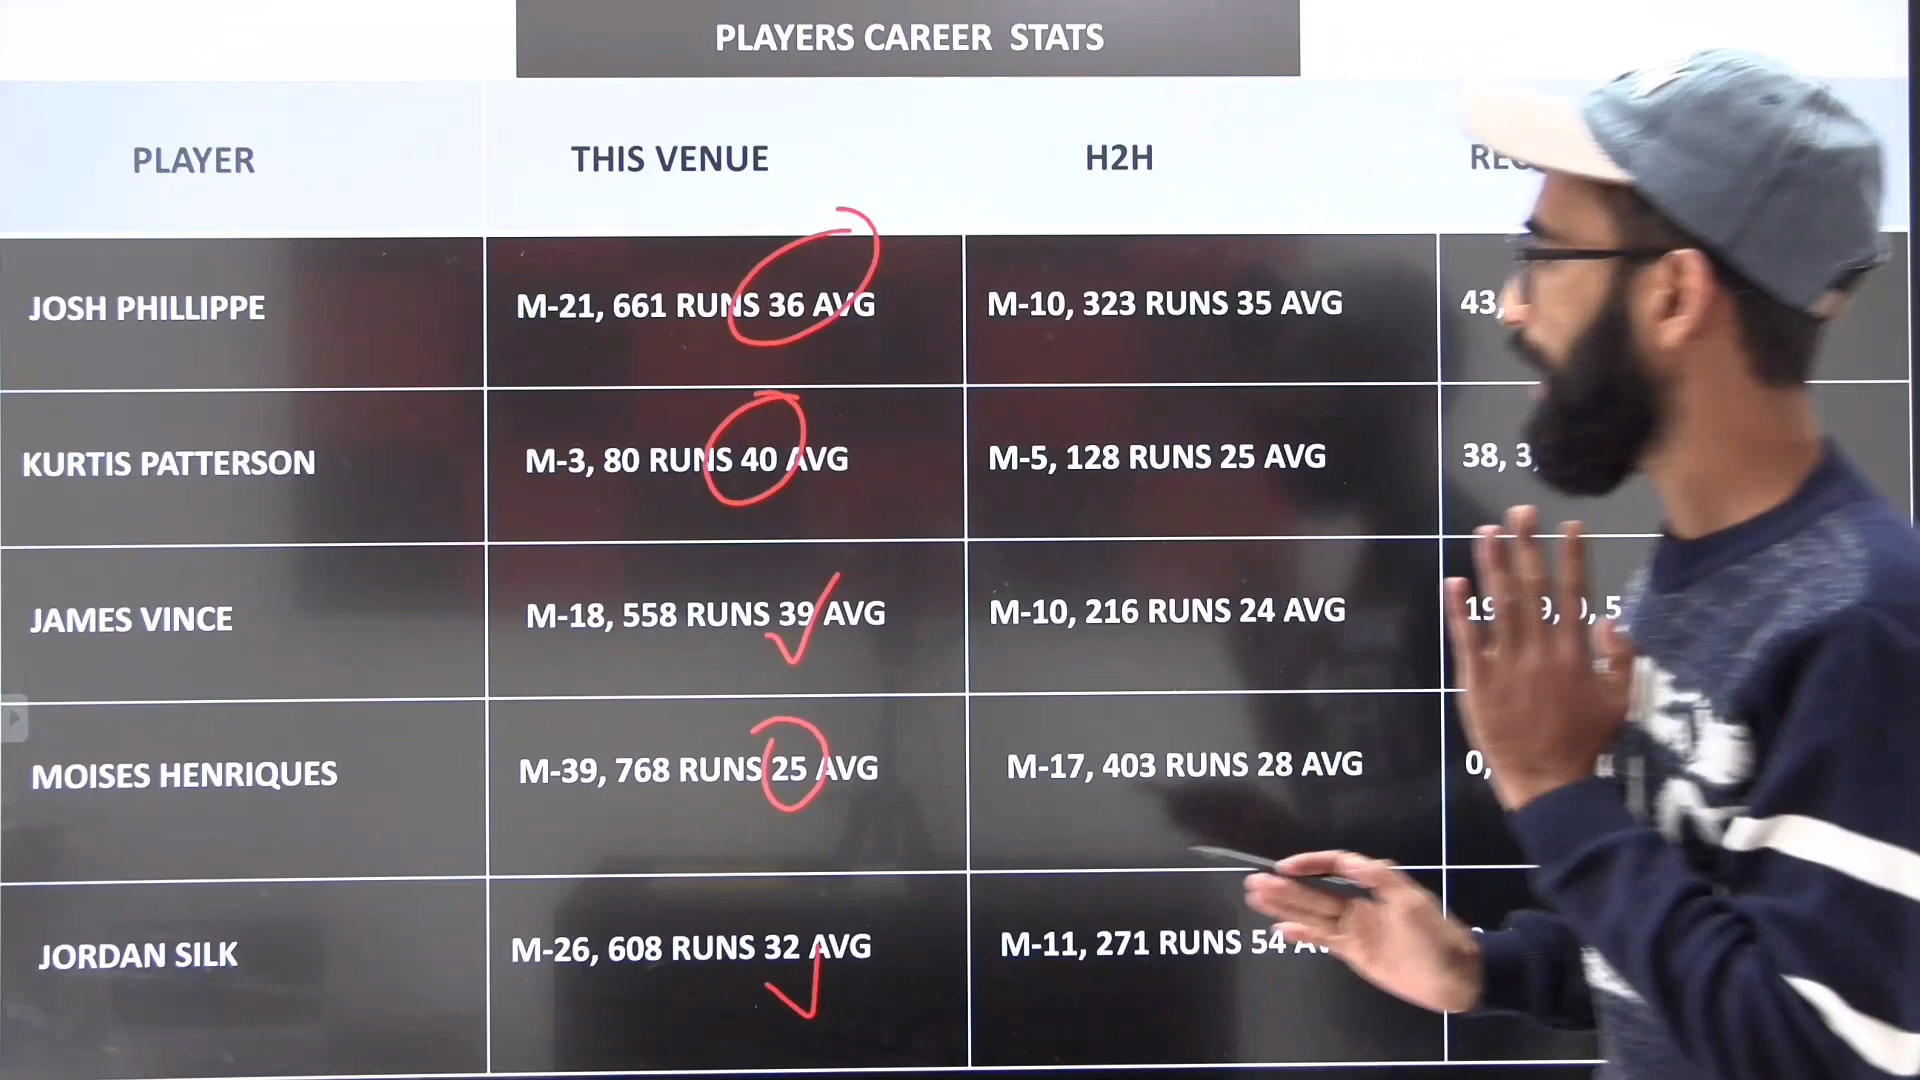 PLAYERS CAREER STATS
PLAYER THIS VENUE H2H
JOSH PHILLIPPE M-21, 661 RUNS 36 AVG M-10, 323 RUNS 35 AVG 43,
KURTIS PATTERSON M-3, 80 RUNS 40 AVG M-5, 128 RUNS 25 AVG 38,
JAMES VINCE M-18, 558 RUNS 39 AVG M-10, 216 RUNS 24 AVG
MOISES HENRIQUES M-39, 768 RUNS 25 AVG M-17, 403 RUNS 28 AVG 0,
JORDAN SILK M-26, 608 RUNS 32 AVG M-11, 271 RUNS 54